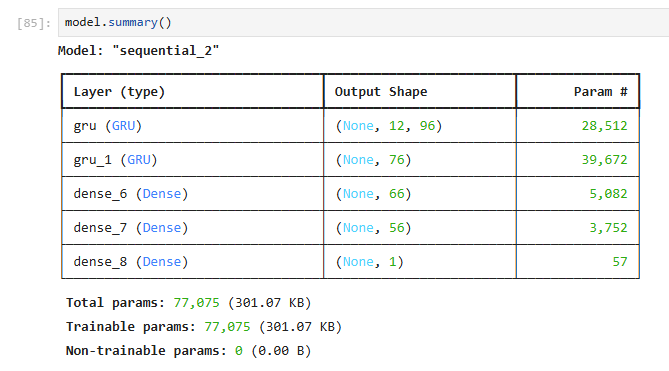 [85]: model.summary()
Model: "sequential_2"
Layer (type) Output Shape Param #
gru (GRU) (None, 12, 96) 28,512
gru_1 (GRU) (None, 76) 39,672
dense_6 (Dense) (None, 66) 5,082
dense_7 (Dense) (None, 56) 3,752
dense_8 (Dense) (None, 1) 57
Total params: 77,075 (301.07 KB)
Trainable params: 77,075 (301.07 KB)
Non-trainable params: 0 (0.00 B)